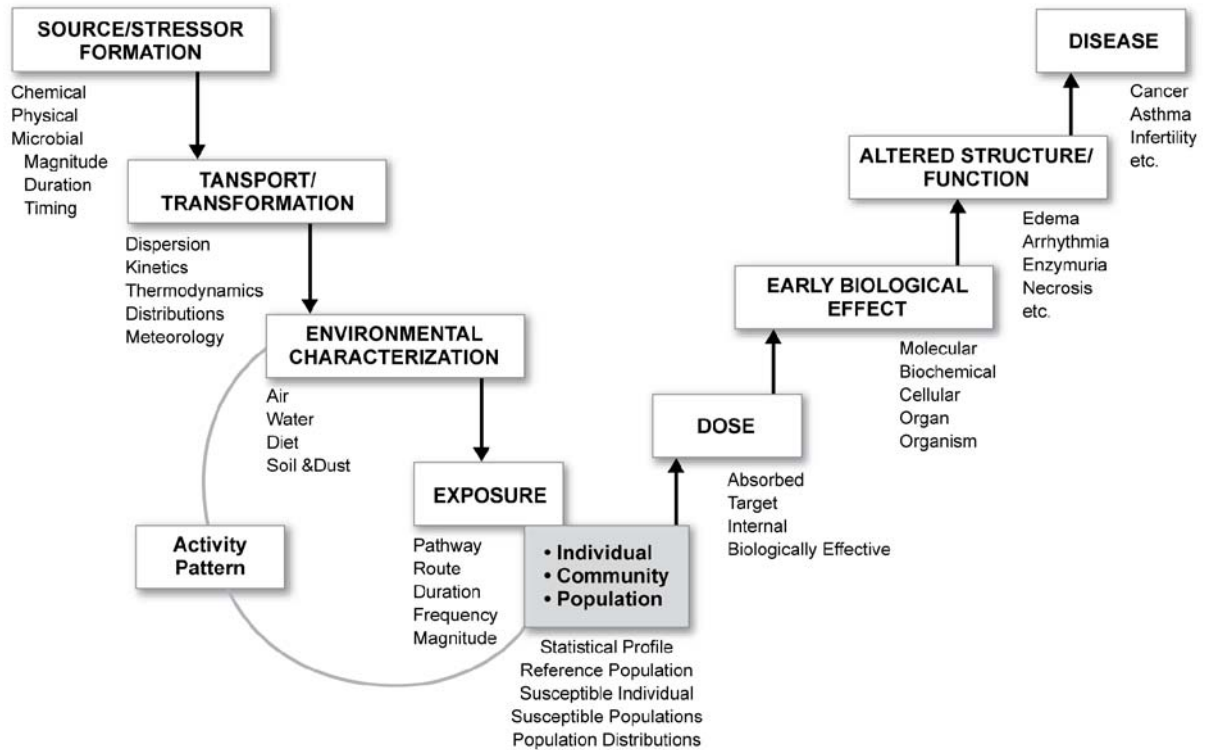 SOURCE/STRESSOR
FORMATION
Chemical
Physical
Microbial
Magnitude
Duration
Timing
TANSPORT/
TRANSFORMATION
Dispersion
Kinetics
Thermodynamics
Distributions
Meteorology
ENVIRONMENTAL
CHARACTERIZATION
Air
Water
Diet
Soil &Dust
Activity
Pattern
EXPOSURE
Pathway
Route
Duration
Frequency
Magnitude
• Individual
• Community
• Population
Statistical Profile
Reference Population
Susceptible Individual
Susceptible Populations
Population Distributions
DOSE
Absorbed
Target
Internal
Biologically Effective
EARLY BIOLOGICAL
EFFECT
Molecular
Biochemical
Cellular
Organ
Organism
ALTERED STRUCTURE/
FUNCTION
Edema
Arrhythmia
Enzymuria
Necrosis
etc.
DISEASE
Cancer
Asthma
Infertility
etc.